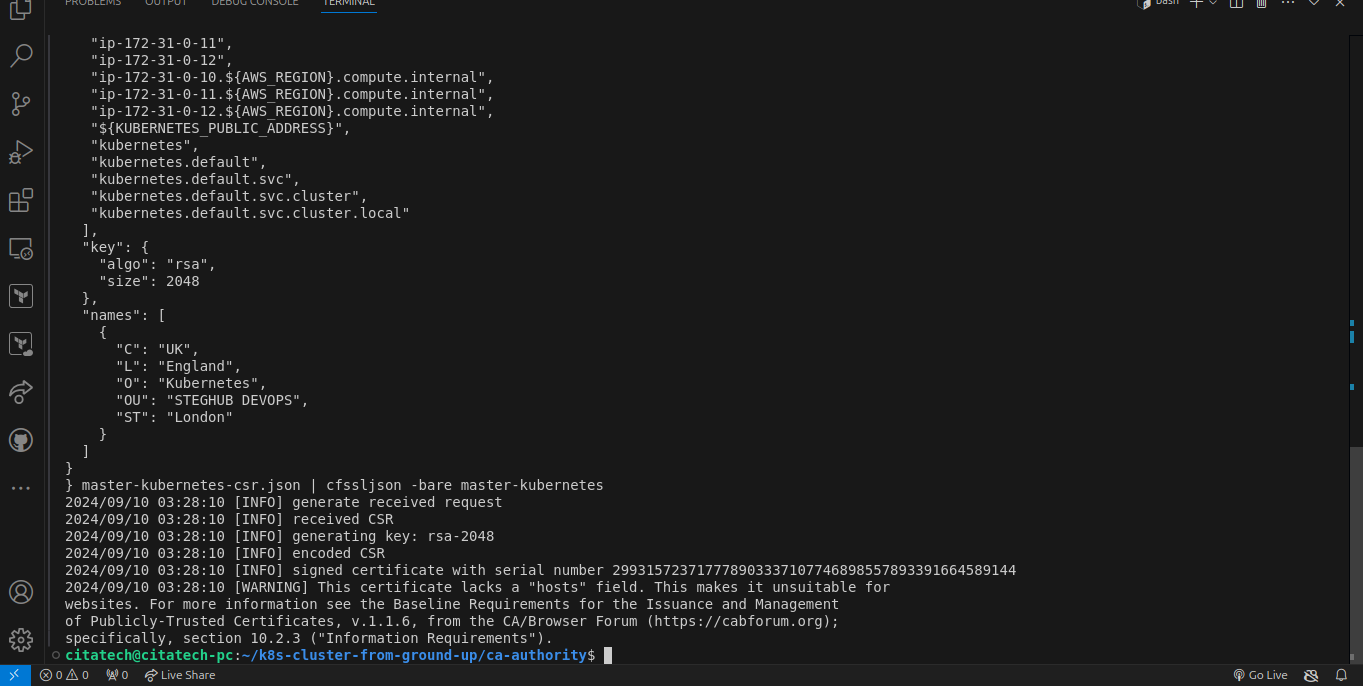 PROBLEMS OUTPUT DEBUG CONSOLE TERMINAL bash
"ip-172-31-0-11",
"ip-172-31-0-12",
"ip-172-31-0-10.${AWS_REGION}.compute.internal",
"ip-172-31-0-11.${AWS_REGION}.compute.internal",
"ip-172-31-0-12.${AWS_REGION}.compute.internal",
"${KUBERNETES_PUBLIC_ADDRESS}",
"kubernetes",
"kubernetes.default",
"kubernetes.default.svc",
"kubernetes.default.svc.cluster",
"kubernetes.default.svc.cluster.local"
],
"key": {
"algo": "rsa",
"size": 2048
},
"names": [
{
"C": "UK",
"L": "England",
"O": "Kubernetes",
"OU": "STEGHUB DEVOPS",
"ST": "London"
}
]
}
} master-kubernetes-csr.json | cfssljson -bare master-kubernetes
2024/09/10 03:28:10 [INFO] generate received request
2024/09/10 03:28:10 [INFO] received CSR
2024/09/10 03:28:10 [INFO] generating key: rsa-2048
2024/09/10 03:28:10 [INFO] encoded CSR
2024/09/10 03:28:10 [INFO] signed certificate with serial number 299315723717778903337107746898557893391664589144
2024/09/10 03:28:10 [WARNING] This certificate lacks a "hosts" field. This makes it unsuitable for
websites. For more information see the Baseline Requirements for the Issuance and Management
of Publicly-Trusted Certificates, v.1.1.6, from the CA/Browser Forum (https://cabforum.org);
specifically, section 10.2.3 ("Information Requirements").
citatech@citatech-pc:~/k8s-cluster-from-ground-up/ca-authority$
0 0 0 Live Share Go Live